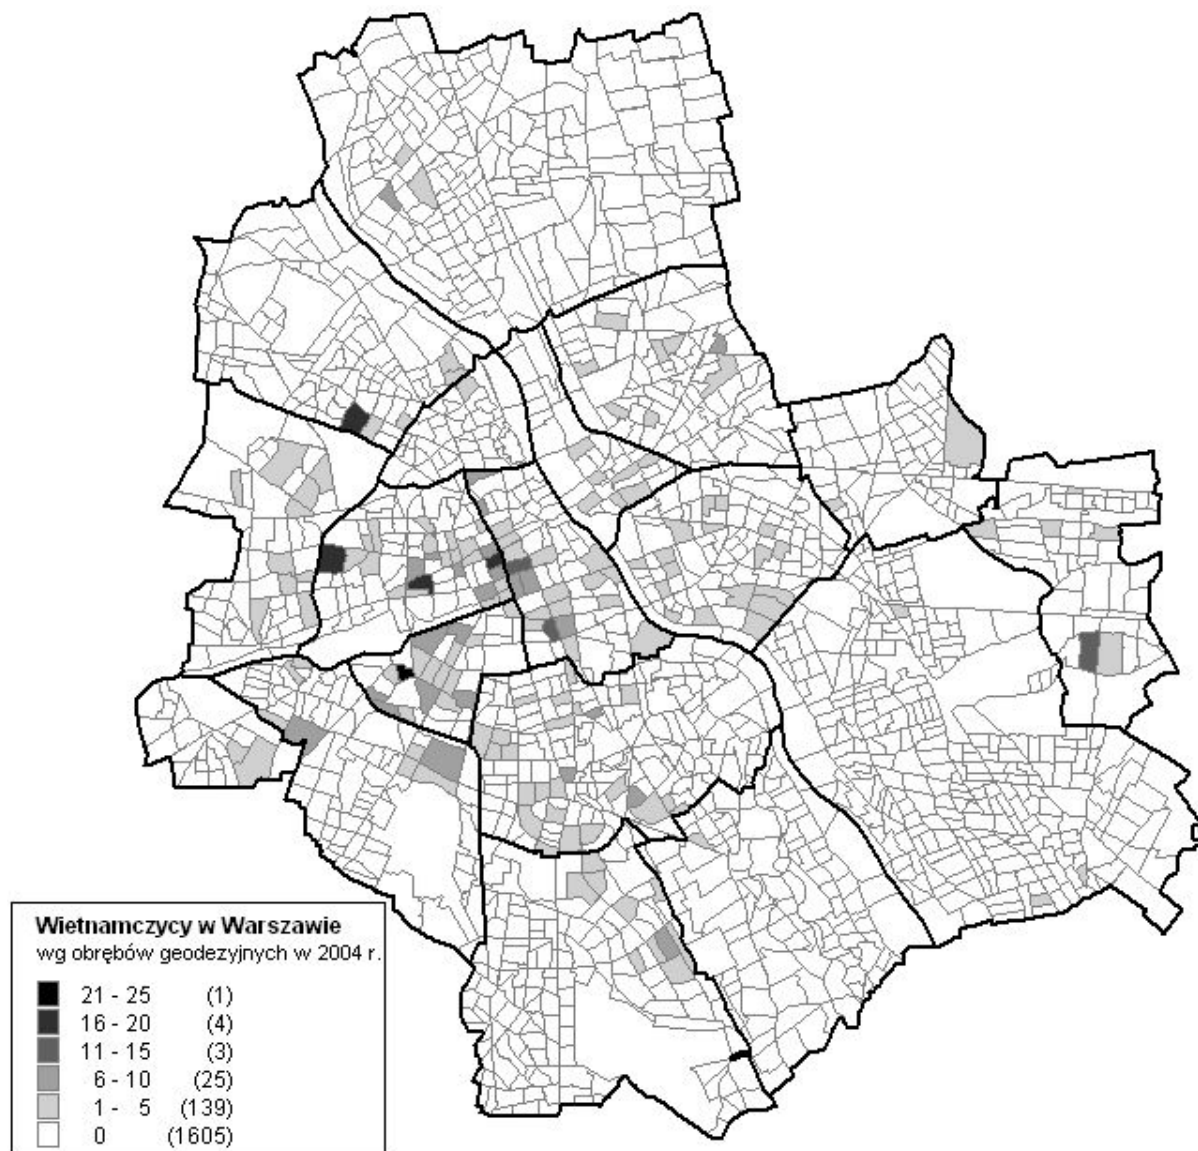 Wietnamczycy w Warszawie
wg obrębów geodezyjnych w 2004 r.
21 - 25 (1)
16 - 20 (4)
11 - 15 (3)
6 - 10 (25)
1 - 5 (139)
0 (1605)